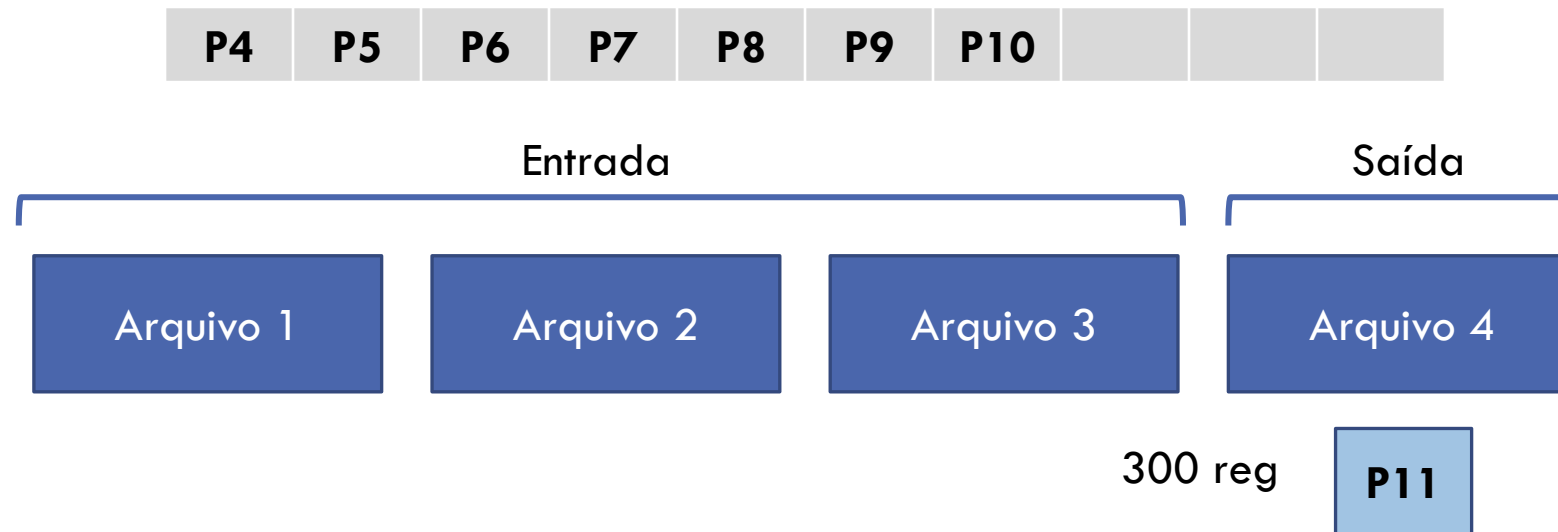 P4 P5 P6 P7 P8 P9 P10
Entrada Saída
Arquivo 1 Arquivo 2 Arquivo 3 Arquivo 4
300 reg P11